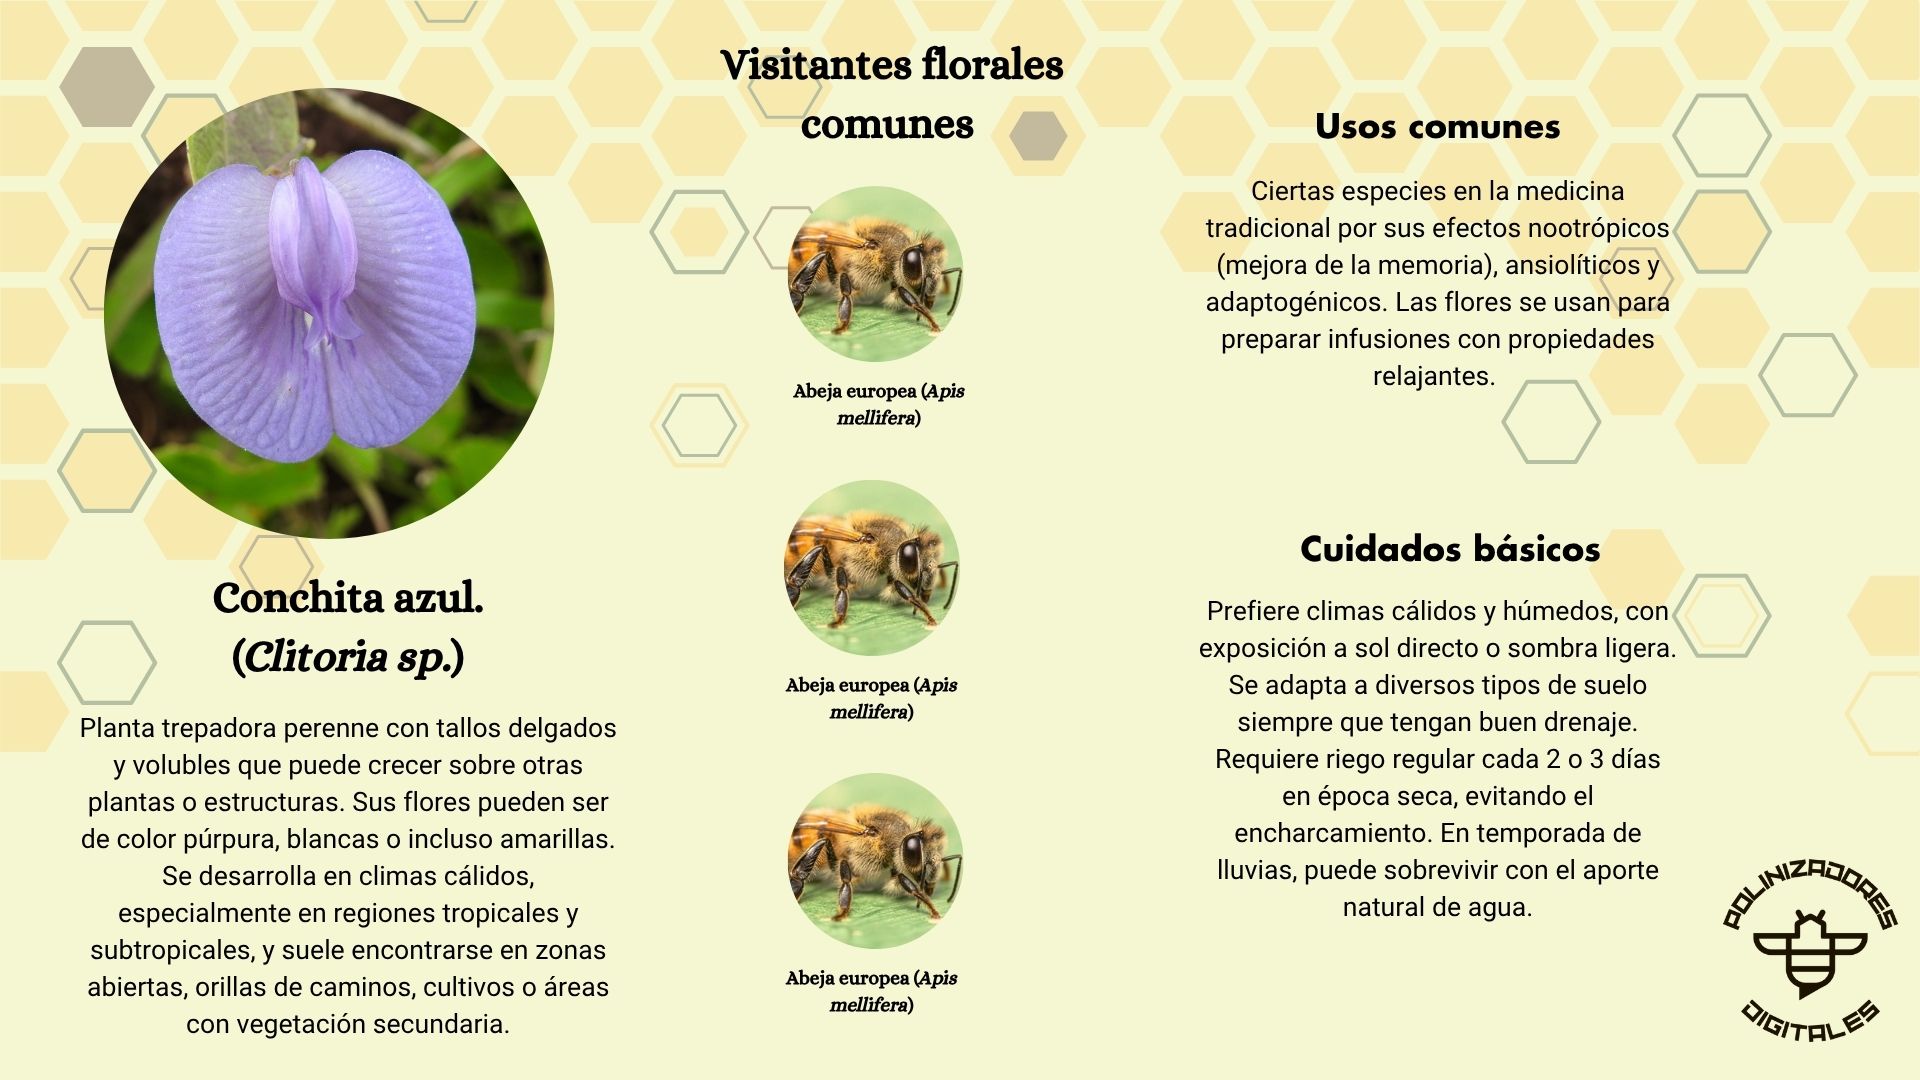 Conchita azul.
(Clitoria sp.)
Planta trepadora perenne con tallos delgados
y volubles que puede crecer sobre otras
plantas o estructuras. Sus flores pueden ser
de color púrpura, blancas o incluso amarillas.
Se desarrolla en climas cálidos,
especialmente en regiones tropicales y
subtropicales, y suele encontrarse en zonas
abiertas, orillas de caminos, cultivos o áreas
con vegetación secundaria.
Visitantes florales
comunes
Abeja europea (Apis
mellifera)
Abeja europea (Apis
mellifera)
Abeja europea (Apis
mellifera)
Usos comunes
Ciertas especies en la medicina
tradicional por sus efectos nootrópicos
(mejora de la memoria), ansiolíticos y
adaptogénicos. Las flores se usan para
preparar infusiones con propiedades
relajantes.
Cuidados básicos
Prefiere climas cálidos y húmedos, con
exposición a sol directo o sombra ligera.
Se adapta a diversos tipos de suelo
siempre que tengan buen drenaje.
Requiere riego regular cada 2 o 3 días
en época seca, evitando el
encharcamiento. En temporada de
lluvias, puede sobrevivir con el aporte
natural de agua.
POLINIZADORES
DIGITALES